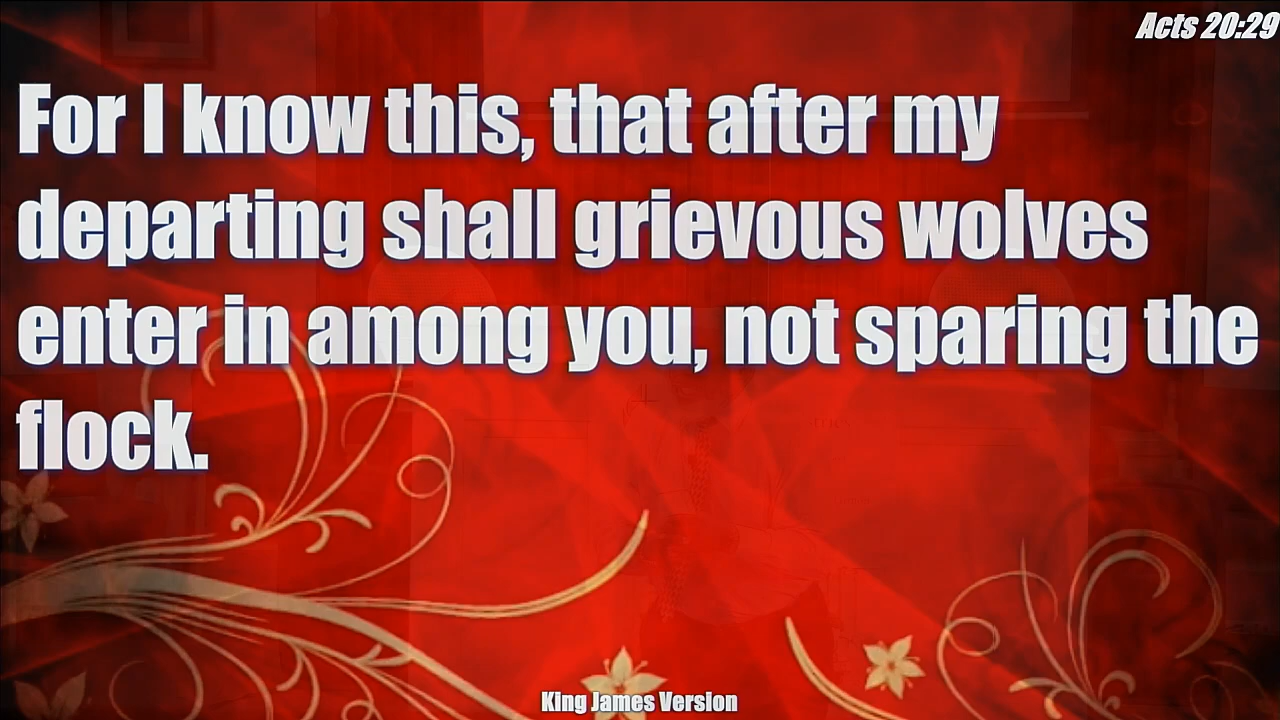 Acts 20:29
For I know this, that after my
departing shall grievous wolves
enter in among you, not sparing the
flock.
King James Version